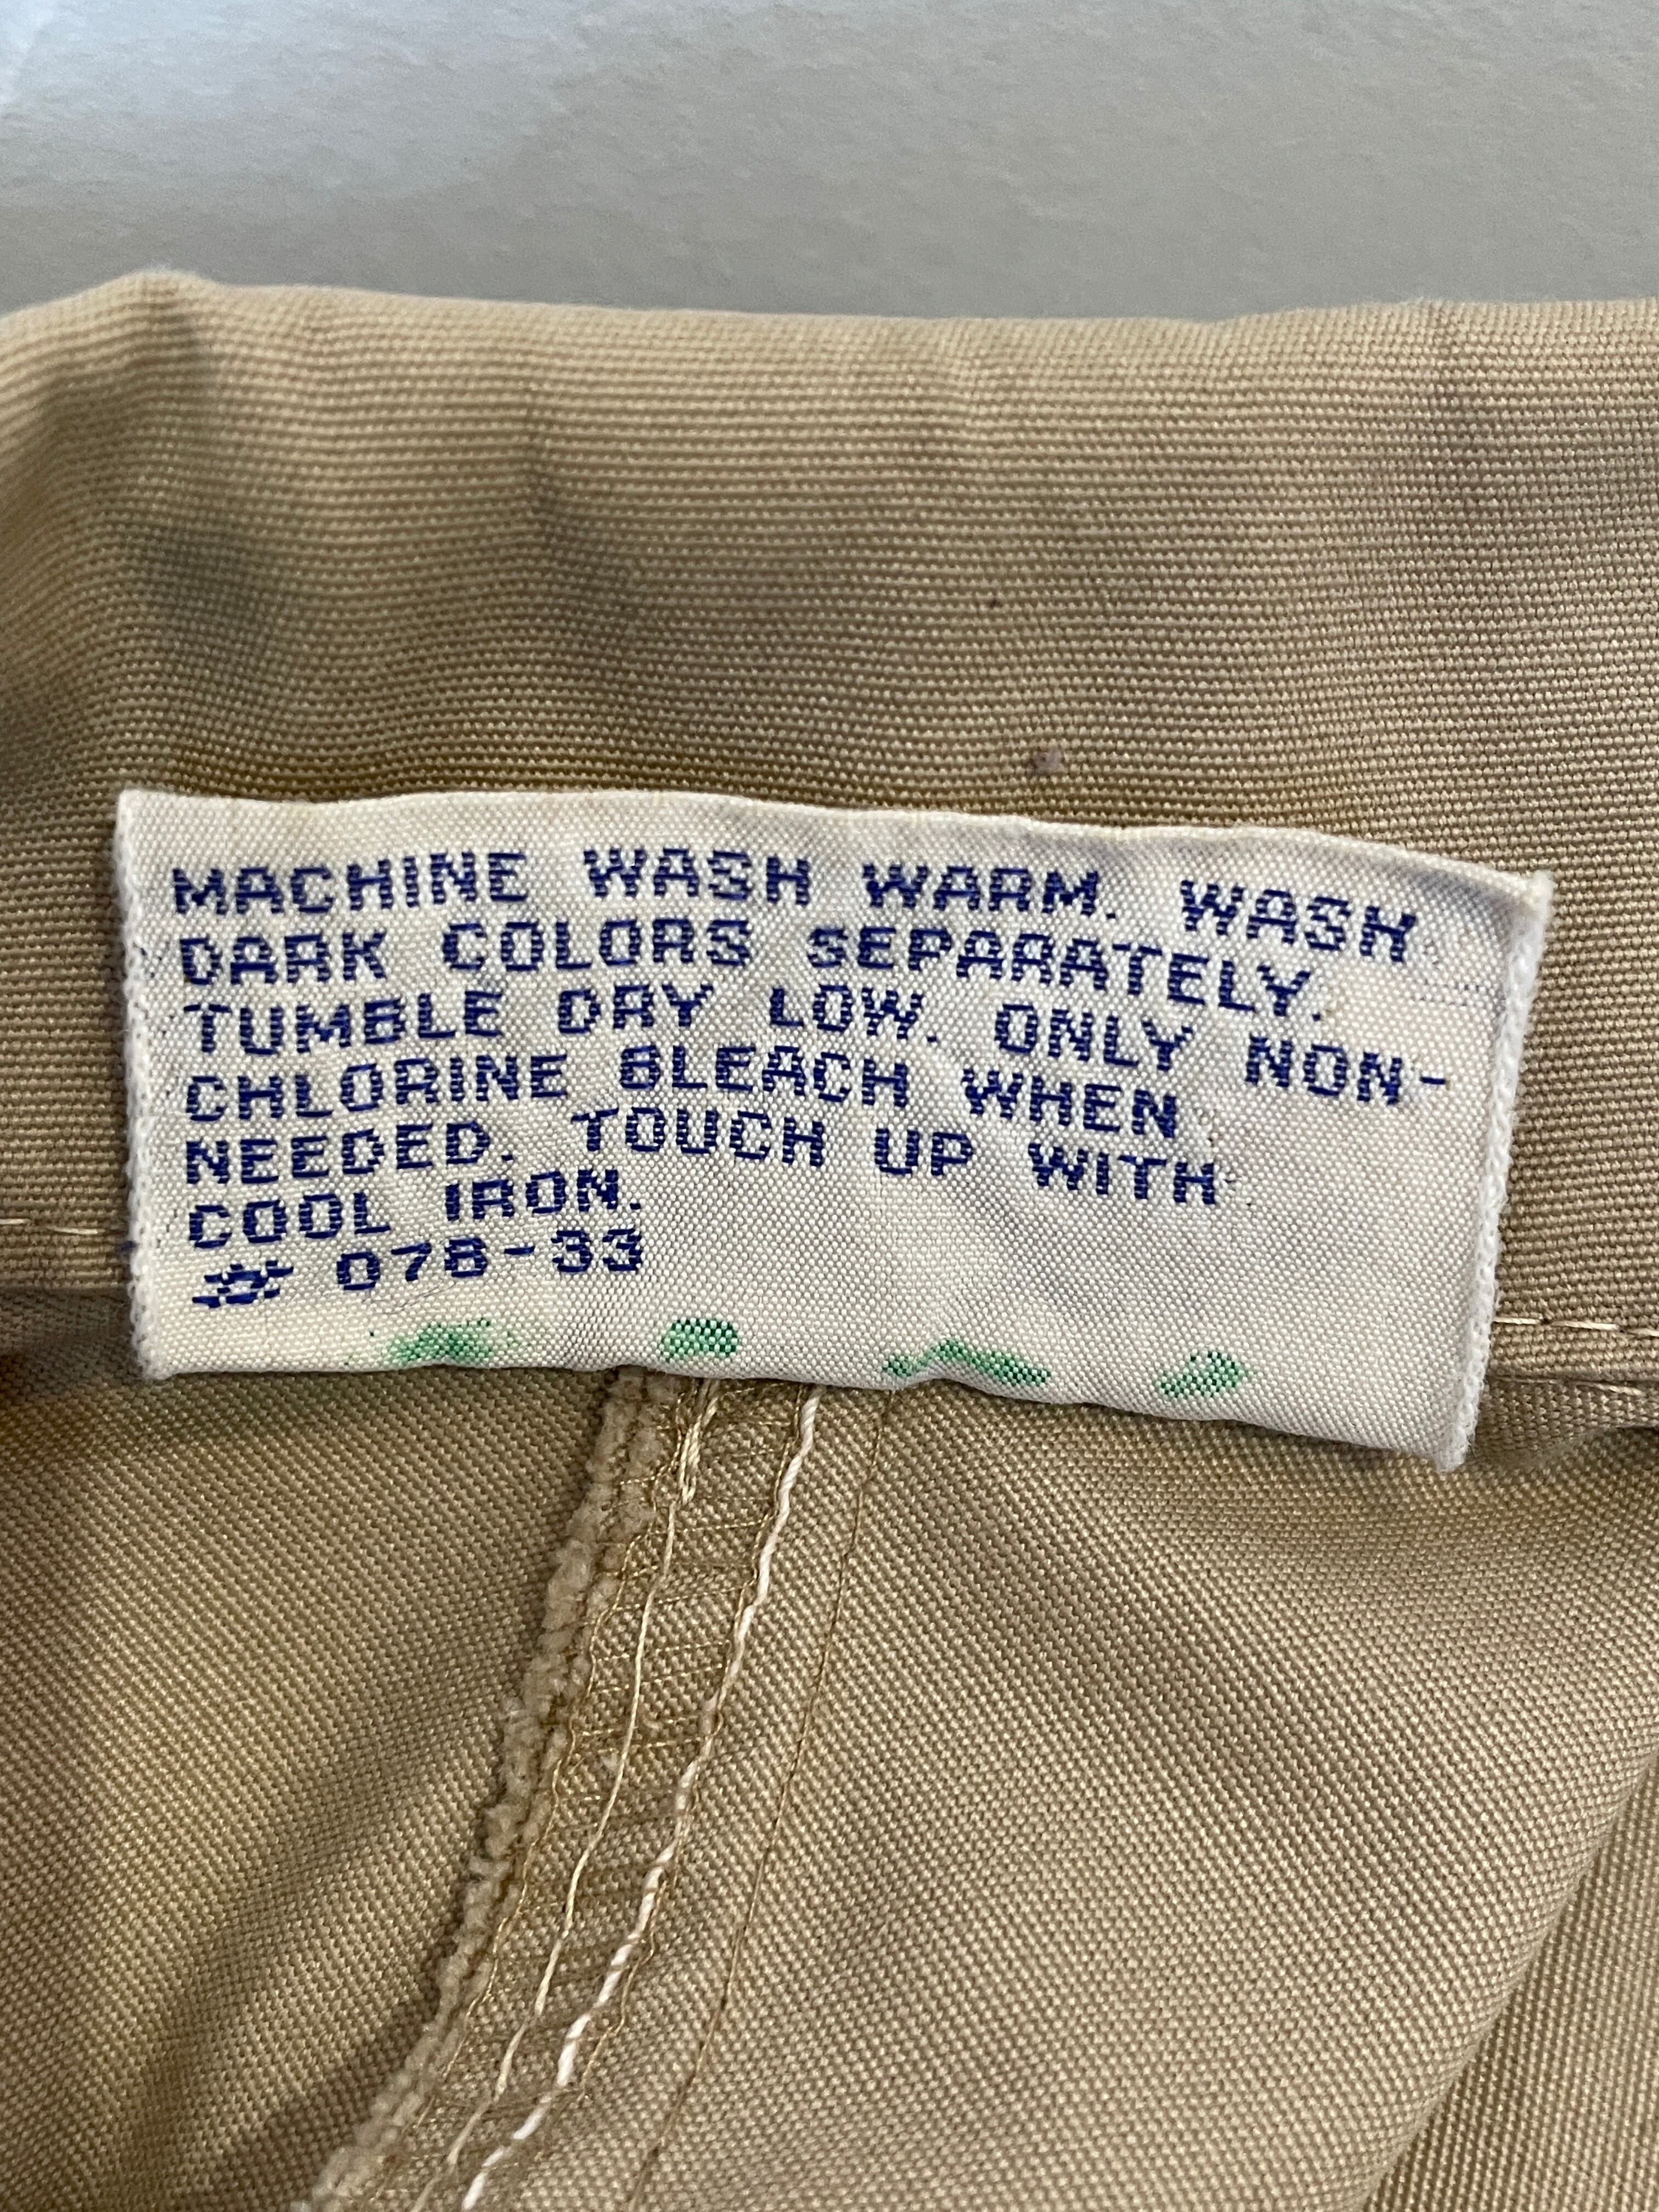 MACHINE WASH WARM. WASH
DARK COLORS SEPARATELY.
TUMBLE DRY LOW. ONLY NON-
CHLORINE BLEACH WHEN
NEEDED. TOUCH UP WITH
COOL IRON.
078-33